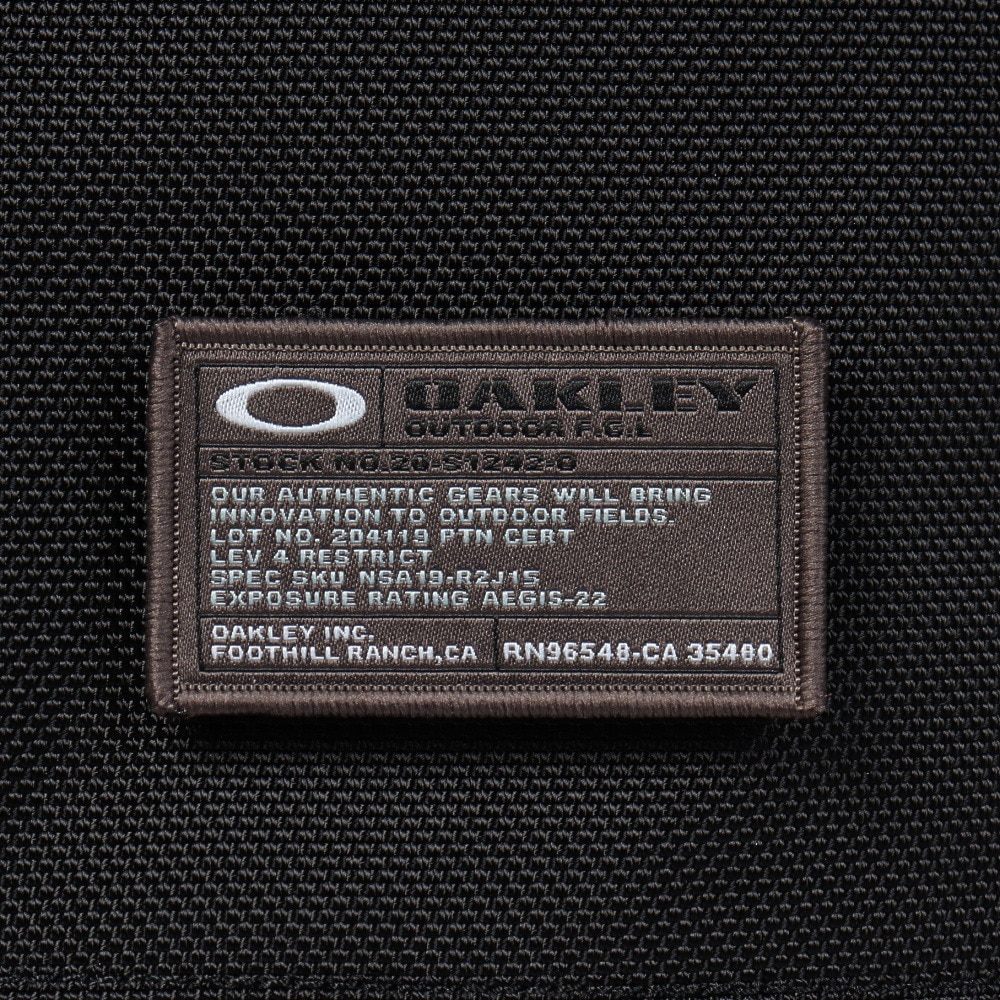 OAKLEY
OUTDOOR F.G.L
STOCK NO.20-S1242-0
OUR AUTHENTIC GEARS WILL BRING
INNOVATION TO OUTDOOR FIELDS.
LOT NO. 204119 PTN CERT
LEV 4 RESTRICT
SPEC SKU NSA19-R2J15
EXPOSURE RATING AEGIS-22
OAKLEY INC.
FOOTHILL RANCH,CA
RN96548-CA 35480